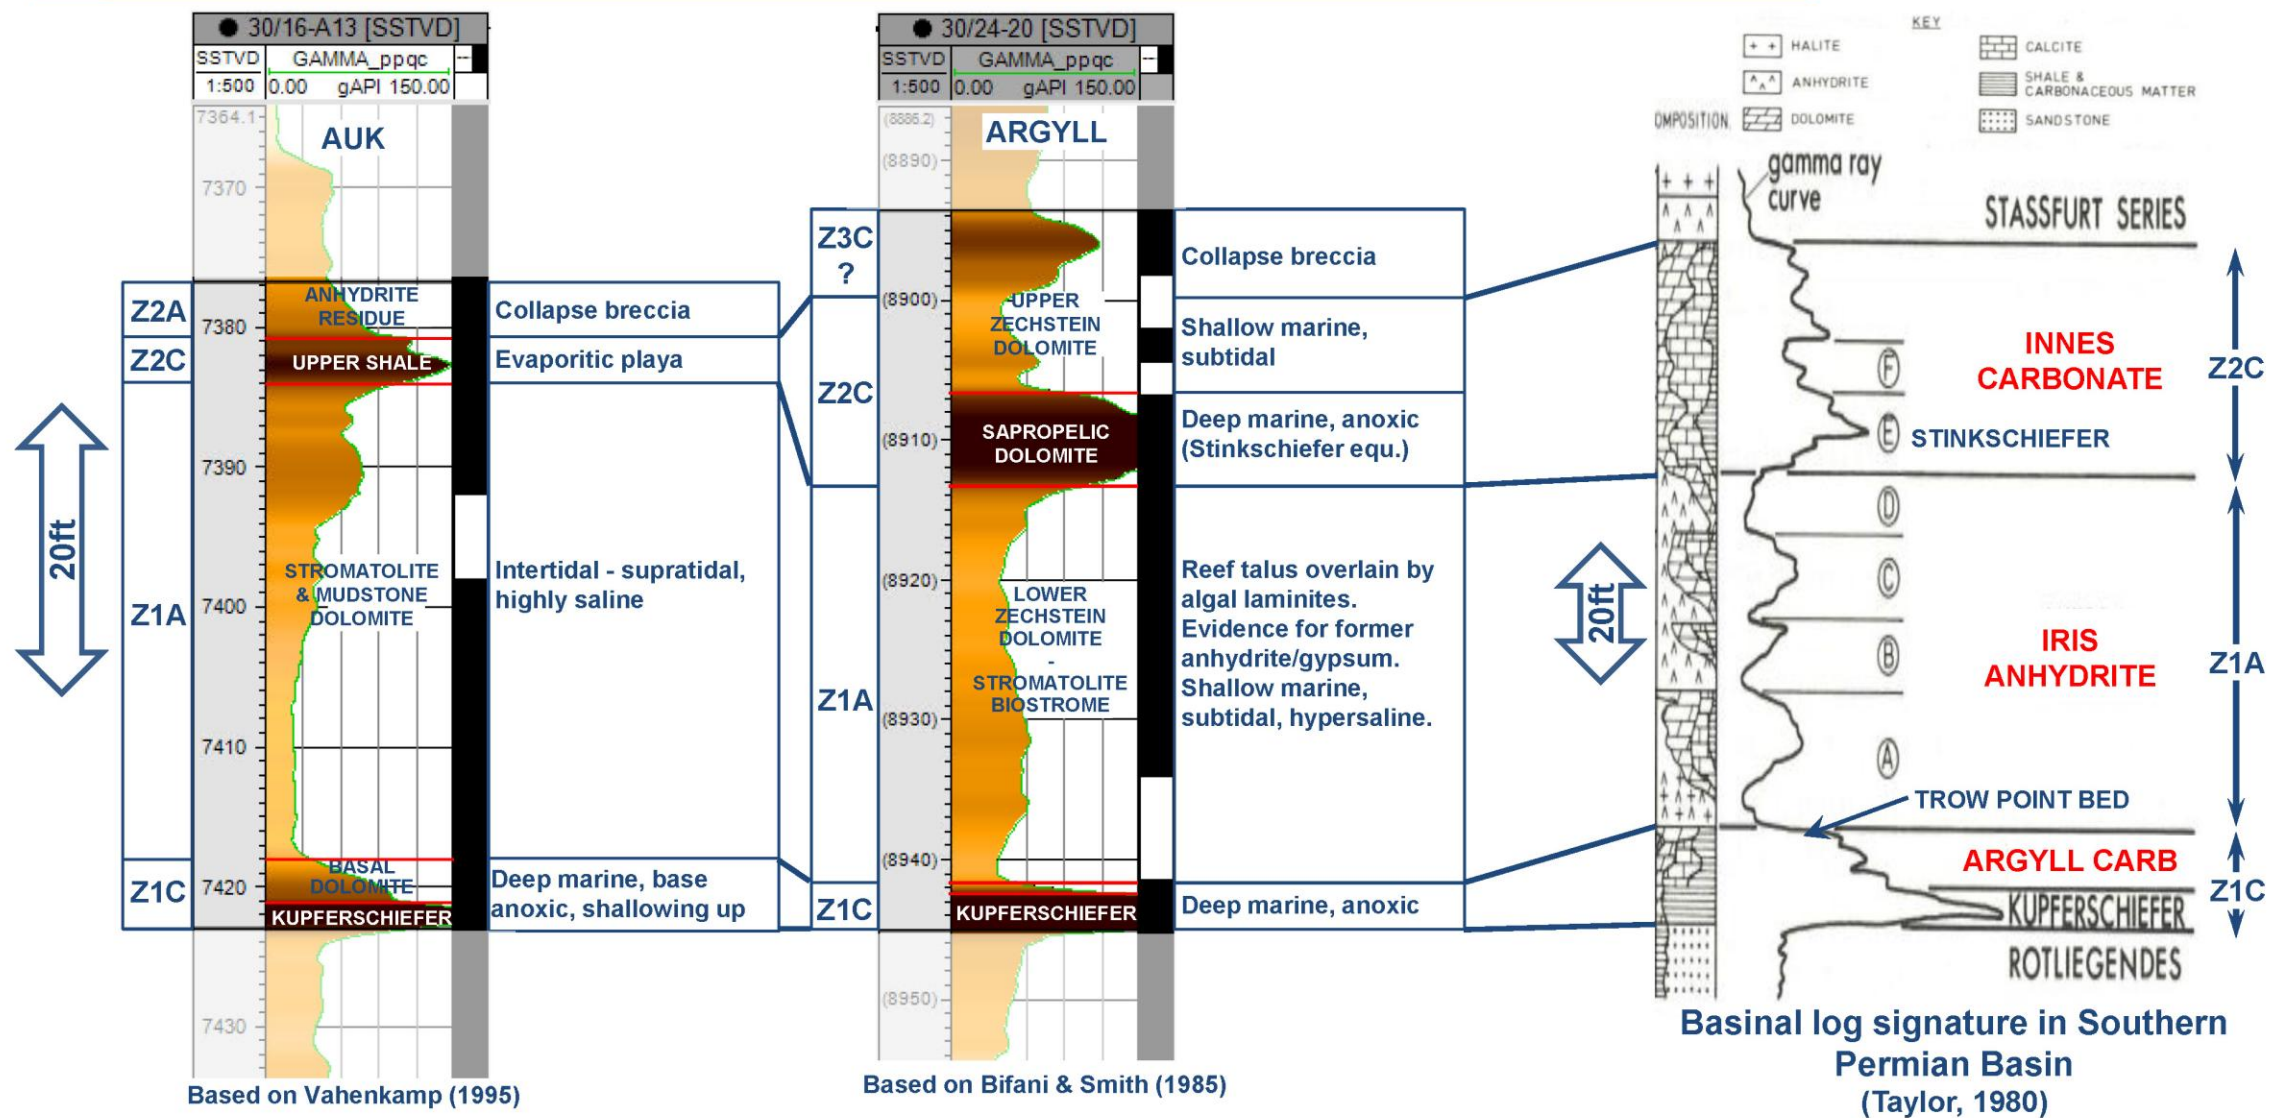 30/16-A13 [SSTVD]
SSTVD
GAMMA_ppqc
1:500
0.00 gAPI 150.00
7364.1
7370
7380
7390
7400
7410
7420
7430
AUK
20ft
Z2A
Z2C
Z1A
Z1C
ANHYDRITE
RESIDUE
UPPER SHALE
STROMATOLITE
& MUDSTONE
DOLOMITE
BASAL
DOLOMITE
KUPFERSCHIEFER
Collapse breccia
Evaporitic playa
Intertidal - supratidal,
highly saline
Deep marine, base
anoxic, shallowing up
Based on Vahenkamp (1995)
30/24-20 [SSTVD]
SSTVD
GAMMA_ppqc
1:500
0.00 gAPI 150.00
(8886.2)
(8890)
(8900)
(8910)
(8920)
(8930)
(8940)
(8950)
ARGYLL
Z3C
?
Z2C
Z1A
Z1C
UPPER
ZECHSTEIN
DOLOMITE
SAPROPELIC
DOLOMITE
LOWER
ZECHSTEIN
DOLOMITE
-
STROMATOLITE
BIOSTROME
KUPFERSCHIEFER
Collapse breccia
Shallow marine,
subtidal
Deep marine, anoxic
(Stinkschiefer equ.)
Reef talus overlain by
algal laminites.
Evidence for former
anhydrite/gypsum.
Shallow marine,
subtidal, hypersaline.
Deep marine, anoxic
Based on Bifani & Smith (1985)
KEY
HALITE
ANHYDRITE
DOLOMITE
CALCITE
SHALE &
CARBONACEOUS MATTER
SANDSTONE
OMPOSITION
gamma ray
curve
STASSFURT SERIES
INNES
CARBONATE
F
E
STINKSCHIEFER
D
C
B
A
IRIS
ANHYDRITE
TROW POINT BED
ARGYLL CARB
KUPFERSCHIEFER
ROTLIEGENDES
Z2C
Z1A
Z1C
20ft
Basinal log signature in Southern
Permian Basin
(Taylor, 1980)